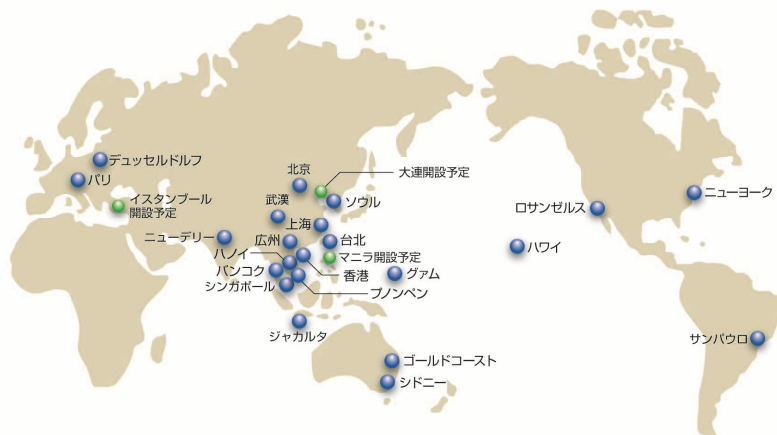 デュッセルドルフ
パリ
イスタンブール
開設予定
北京
大連開設予定
武漢
ソウル
上海
ニューデリー
広州
台北
ハノイ
マニラ開設予定
バンコク
香港
グァム
シンガポール
プノンペン
ジャカルタ
ゴールドコースト
シドニー
ニューヨーク
ロサンゼルス
ハワイ
サンパウロ